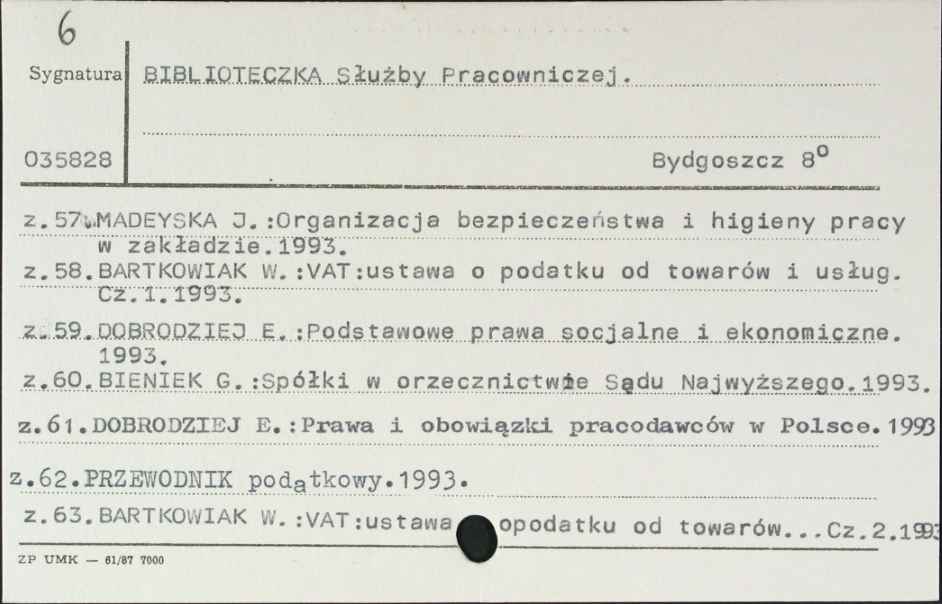 6
Sygnatura BIBLIOTECZKA Służby Pracowniczej.
035828 Bydgoszcz 8º
z.57.MADEYSKA J.:Organizacja bezpieczeństwa i higieny pracy
w zakładzie.1993.
z.58.BARTKOWIAK W.:VAT:ustawa o podatku od towarów i usług.
Cz.1.1993.
z.59.DOBRODZIEJ E.:Podstawowe prawa socjalne i ekonomiczne.
1993.
z.60.BIENIEK G.:Spółki w orzecznictwie Sądu Najwyższego.1993.
z.61.DOBRODZIEJ E.:Prawa i obowiązki pracodawców w Polsce.1993
z.62.PRZEWODNIK podątkowy.1993.
z.63.BARTKOWIAK W.:VAT:ustawa opodatku od towarów...Cz.2.1993
ZP UMK — 61/87 7000